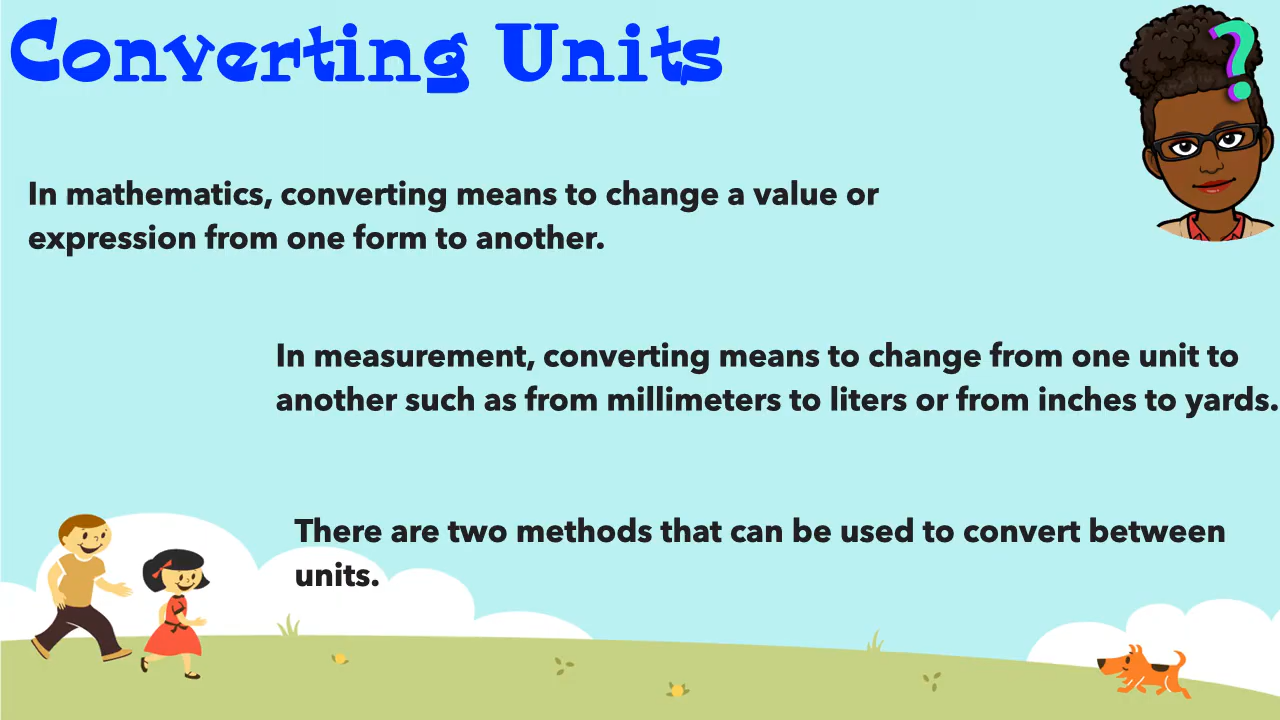 Converting Units
?
In mathematics, converting means to change a value or
expression from one form to another.
In measurement, converting means to change from one unit to
another such as from millimeters to liters or from inches to yards.
There are two methods that can be used to convert between
units.